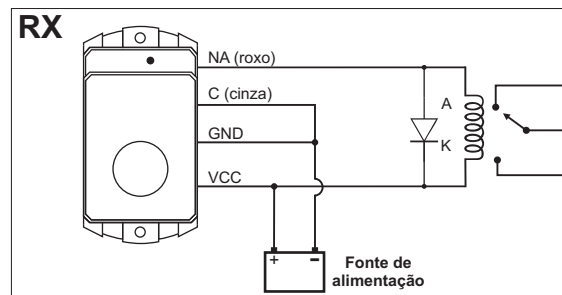 RX
NA (roxo)
C (cinza)
GND
VCC
A
K
+ -
Fonte de
alimentação